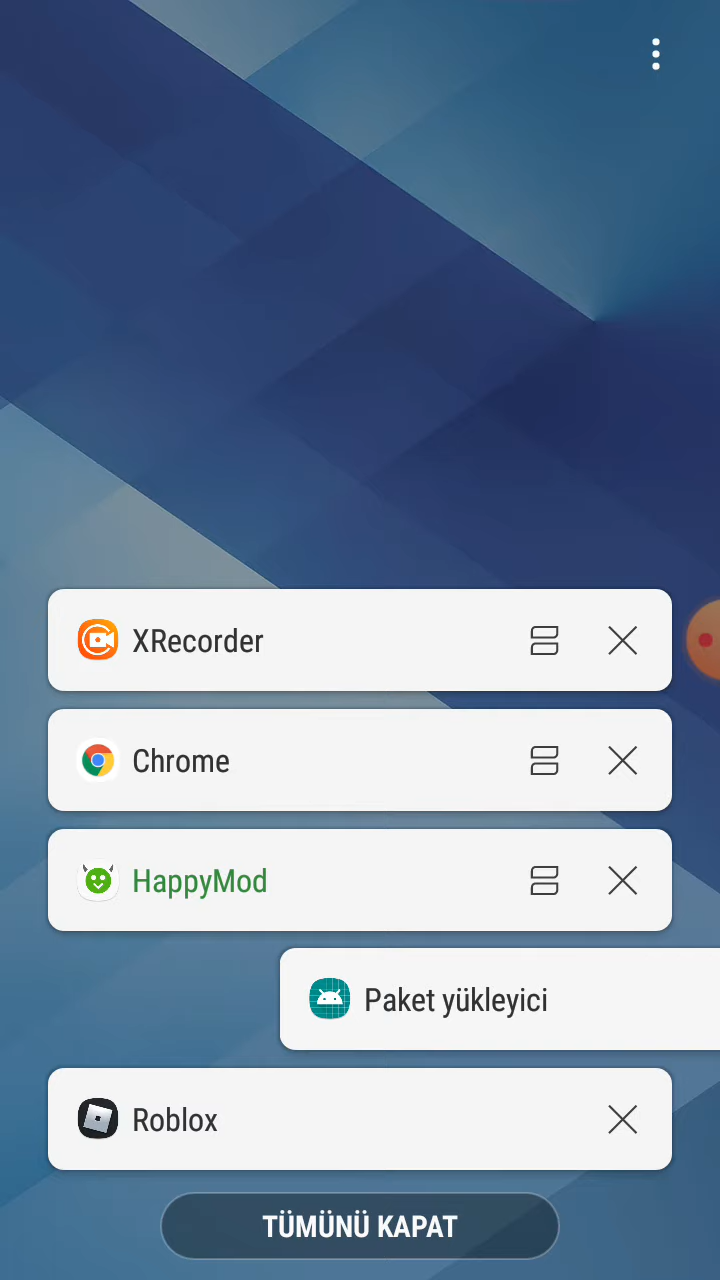 XRecorder
Chrome
HappyMod
Paket yükleyici
Roblox
TÜMÜNÜ KAPAT